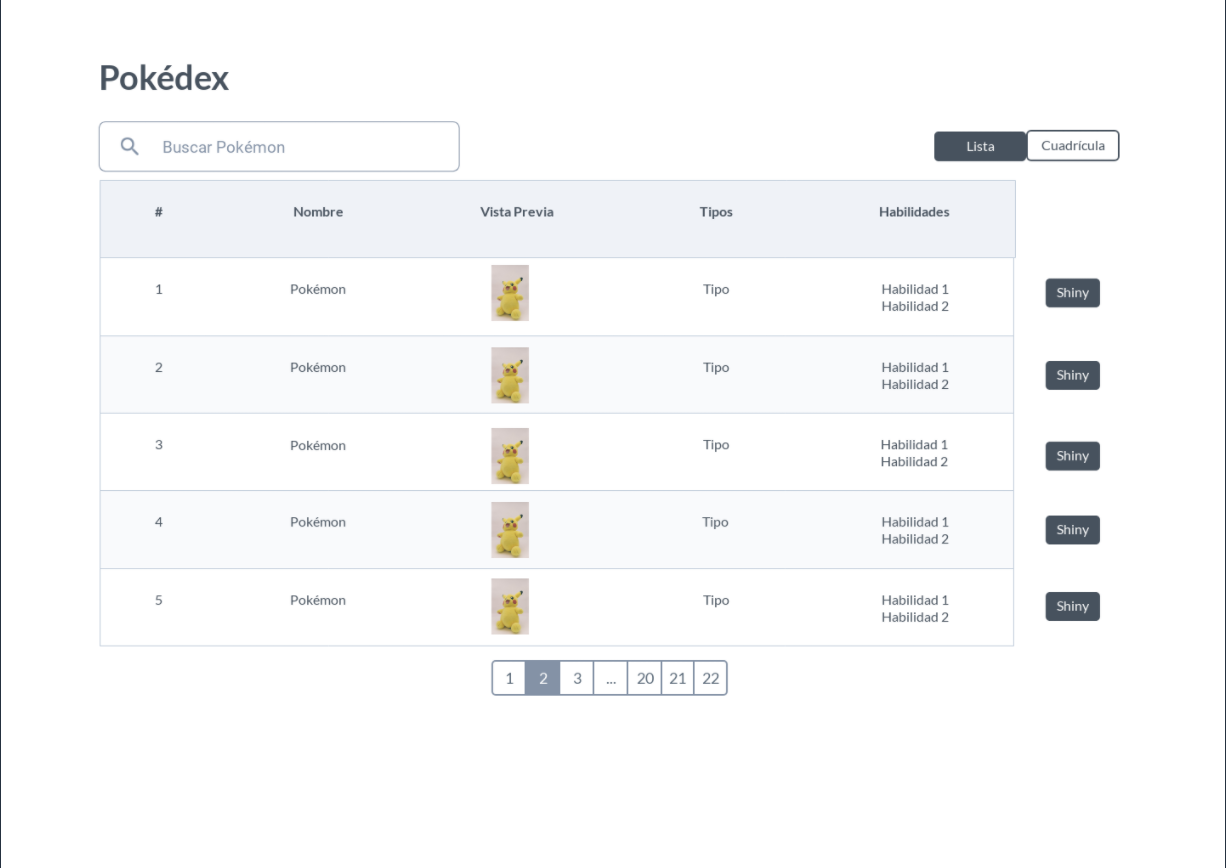 Pokédex
Buscar Pokémon
Lista Cuadrícula
# Nombre Vista Previa Tipos Habilidades
1 Pokémon Tipo Habilidad 1
Habilidad 2
Shiny
2 Pokémon Tipo Habilidad 1
Habilidad 2
Shiny
3 Pokémon Tipo Habilidad 1
Habilidad 2
Shiny
4 Pokémon Tipo Habilidad 1
Habilidad 2
Shiny
5 Pokémon Tipo Habilidad 1
Habilidad 2
Shiny
1 2 3 ... 20 21 22